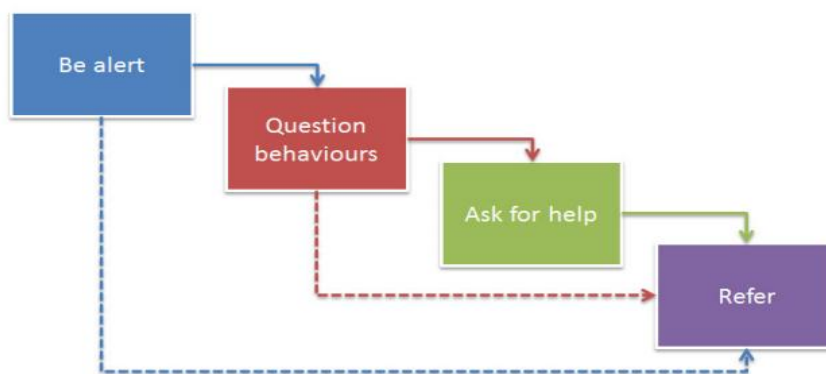 Be alert
Question
behaviours
Ask for help
Refer